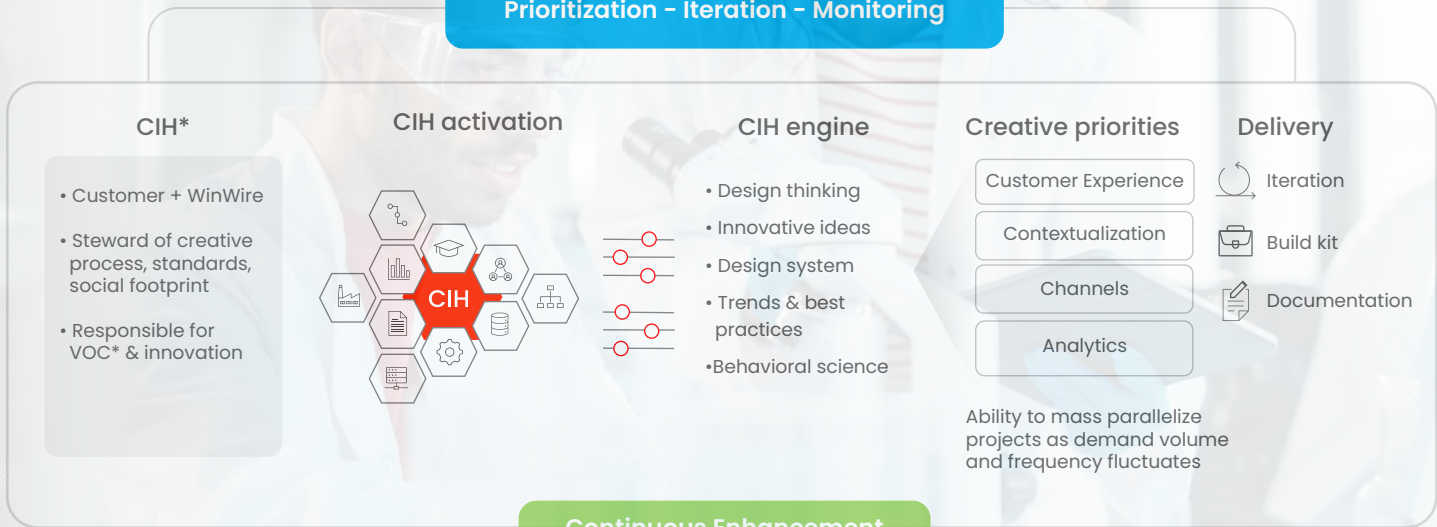 Prioritization - Iteration - Monitoring
CIH*
• Customer + WinWire
• Steward of creative
process, standards,
social footprint
• Responsible for
VOC* & innovation
CIH activation
CIH
CIH engine
• Design thinking
• Innovative ideas
• Design system
• Trends & best
practices
•Behavioral science
Creative priorities
Customer Experience
Contextualization
Channels
Analytics
Ability to mass parallelize
projects as demand volume
and frequency fluctuates
Delivery
Iteration
Build kit
Documentation
Continuous Enhancement